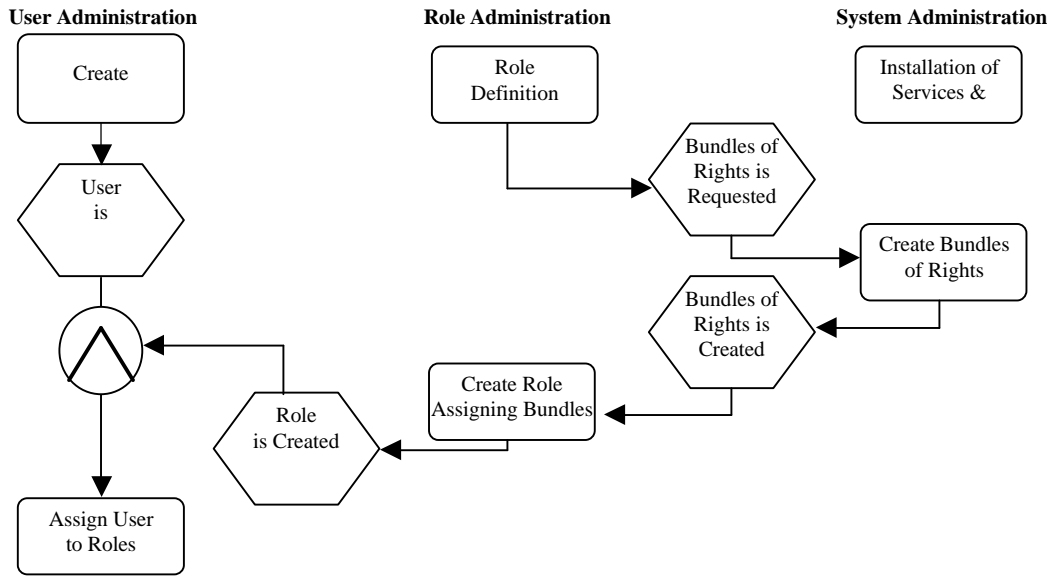 User Administration
Role Administration
System Administration
Create
Role
Definition
Installation of
Services &
User
is
Bundles of
Rights is
Requested
Create Bundles
of Rights
Bundles of
Rights is
Created
Create Role
Assigning Bundles
Role
is Created
Assign User
to Roles